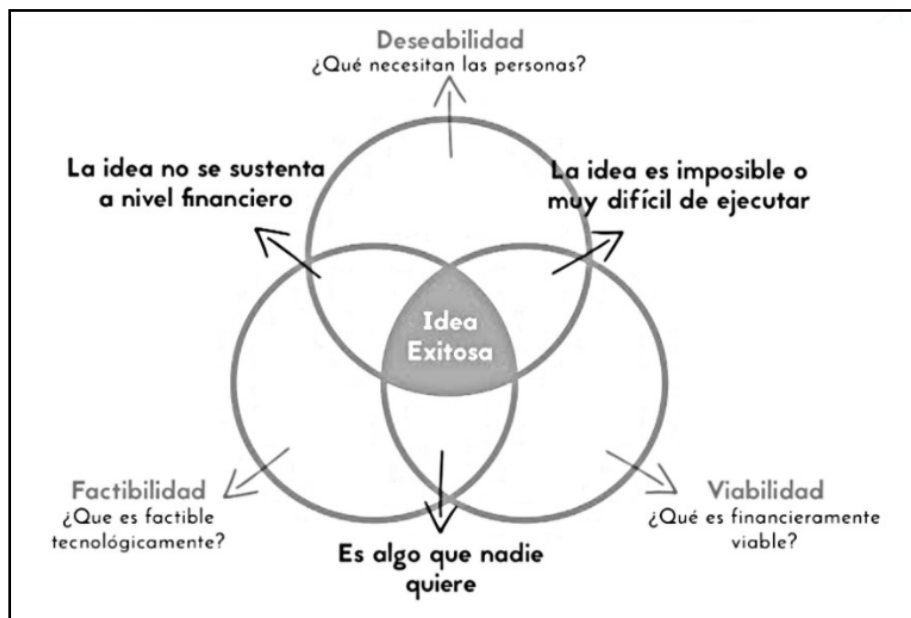 Deseabilidad
¿Qué necesitan las personas?
La idea no se sustenta
a nivel financiero
La idea es imposible o
muy difícil de ejecutar
Idea
Exitosa
Factibilidad
¿Que es factible
tecnológicamente?
Viabilidad
¿Qué es financieramente
viable?
Es algo que nadie
quiere